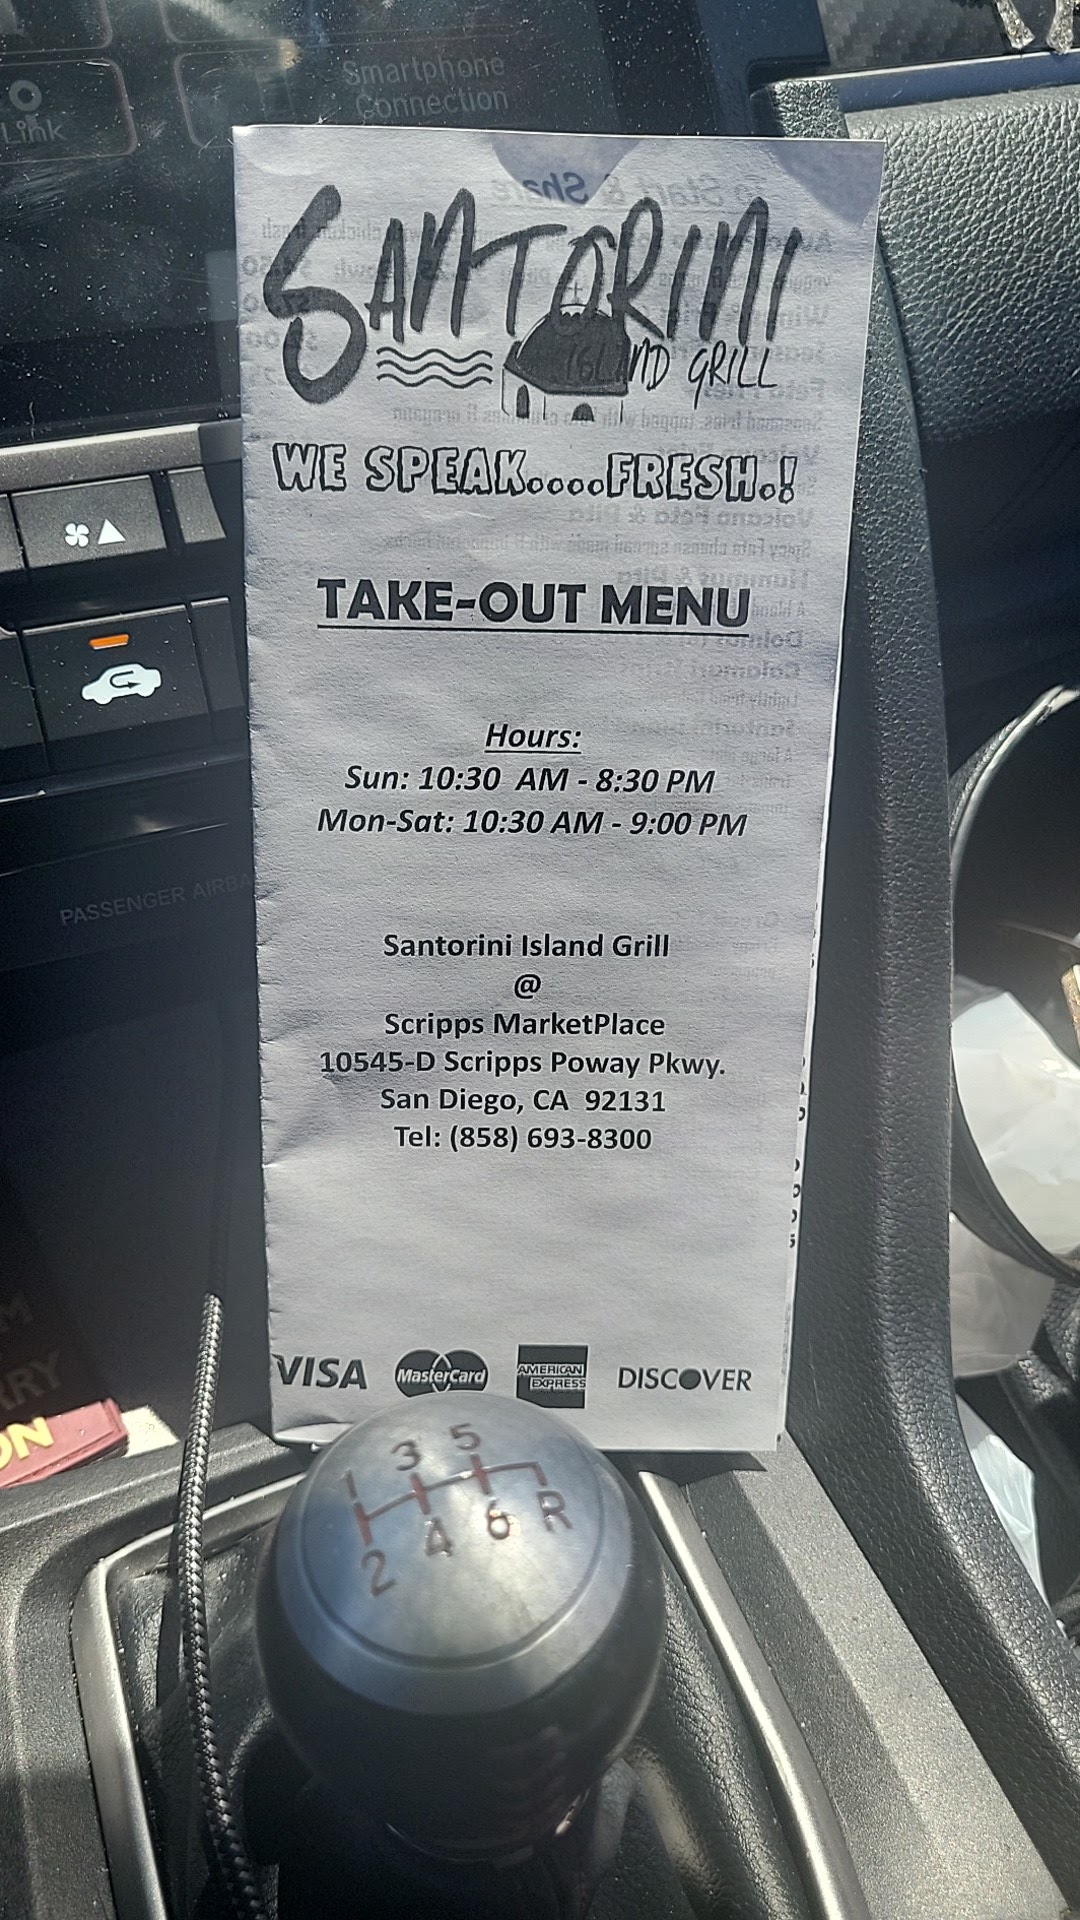 Smartphone
Connection
Link
SANTORINI
ISLAND GRILL
WE SPEAK....FRESH.!
TAKE-OUT MENU
Hours:
Sun: 10:30 AM - 8:30 PM
Mon-Sat: 10:30 AM - 9:00 PM
Santorini Island Grill
@
Scripps MarketPlace
10545-D Scripps Poway Pkwy.
San Diego, CA 92131
Tel: (858) 693-8300
VISA MasterCard AMERICAN EXPRESS DISCOVER
PASSENGER AIRBA
ON
1 3 5
2 4 6 R